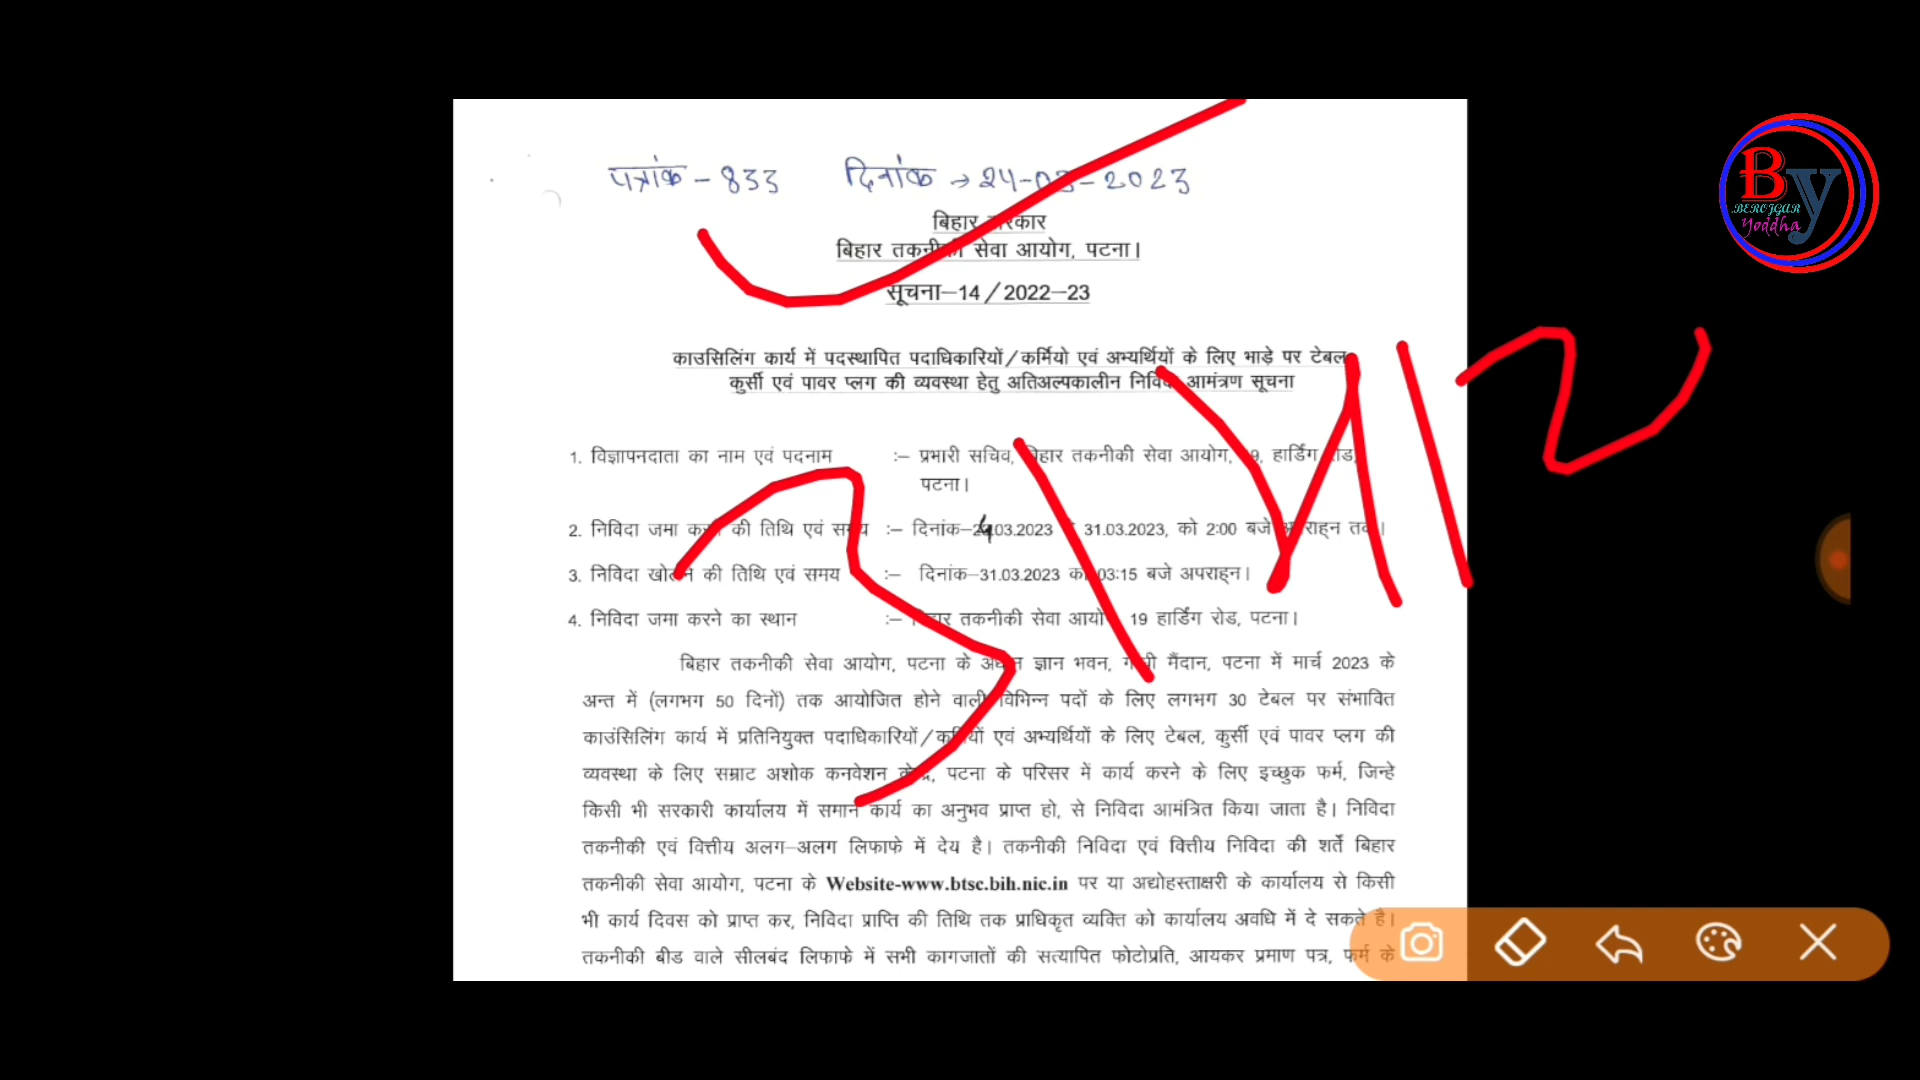 पत्रांक - 833 दिनांक → 24-03-2023
बिहार सरकार
बिहार तकनीकी सेवा आयोग, पटना।
सूचना–14/2022–23
काउसिलिंग कार्य में पदस्थापित पदाधिकारियों/कर्मियो एवं अभ्यर्थियों के लिए भाड़े पर टेबल
कुर्सी एवं पावर प्लग की व्यवस्था हेतु अतिअल्पकालीन निविदा आमंत्रण सूचना
1. विज्ञापनदाता का नाम एवं पदनाम :– प्रभारी सचिव, बिहार तकनीकी सेवा आयोग, 19, हार्डिंग रोड,
पटना।
2. निविदा जमा करने की तिथि एवं समय :– दिनांक–24.03.2023 से 31.03.2023, को 2:00 बजे अपराह्न तक।
3. निविदा खोलने की तिथि एवं समय :– दिनांक–31.03.2023 को 03:15 बजे अपराह्न।
4. निविदा जमा करने का स्थान :– बिहार तकनीकी सेवा आयोग 19 हार्डिंग रोड, पटना।
बिहार तकनीकी सेवा आयोग, पटना के अधीन ज्ञान भवन, गाँधी मैंदान, पटना में मार्च 2023 के
अन्त में (लगभग 50 दिनों) तक आयोजित होने वाली विभिन्न पदों के लिए लगभग 30 टेबल पर संभावित
काउंसिलिंग कार्य में प्रतिनियुक्त पदाधिकारियों/कर्मियों एवं अभ्यर्थियों के लिए टेबल, कुर्सी एवं पावर प्लग की
व्यवस्था के लिए सम्राट अशोक कनवेशन केन्द्र, पटना के परिसर में कार्य करने के लिए इच्छुक फर्म, जिन्हे
किसी भी सरकारी कार्यालय में समान कार्य का अनुभव प्राप्त हो, से निविदा आमंत्रित किया जाता है। निविदा
तकनीकी एवं वित्तीय अलग–अलग लिफाफे में देय है। तकनीकी निविदा एवं वित्तीय निविदा की शर्तें बिहार
तकनीकी सेवा आयोग, पटना के Website-www.btsc.bih.nic.in पर या अद्योहस्ताक्षरी के कार्यालय से किसी
भी कार्य दिवस को प्राप्त कर, निविदा प्राप्ति की तिथि तक प्राधिकृत व्यक्ति को कार्यालय अवधि में दे सकते है।
तकनीकी बीड वाले सीलबंद लिफाफे में सभी कागजातों की सत्यापित फोटोप्रति, आयकर प्रमाण पत्र, फर्म के
By
BEROJGAR
Yoddha